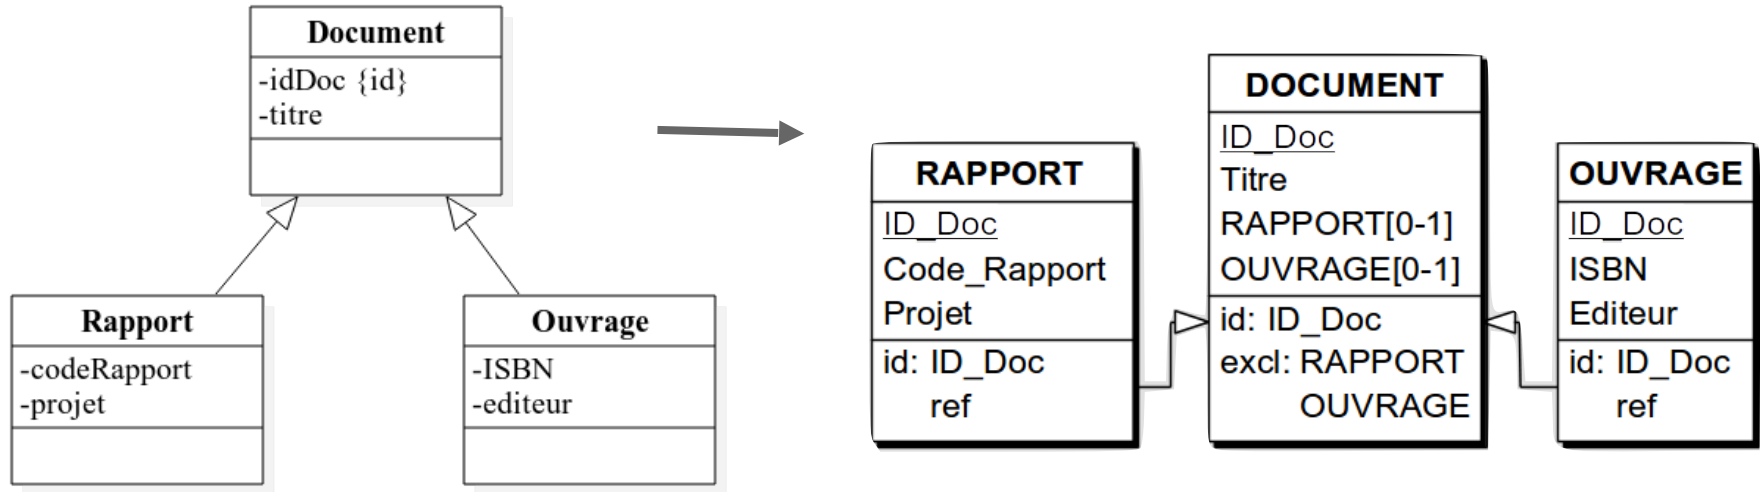 Document
-idDoc {id}
-titre
Rapport
-codeRapport
-projet
Ouvrage
-ISBN
-editeur
RAPPORT
ID_Doc
Code_Rapport
Projet
id: ID_Doc
ref
DOCUMENT
ID_Doc
Titre
RAPPORT[0-1]
OUVRAGE[0-1]
id: ID_Doc
excl: RAPPORT
OUVRAGE
OUVRAGE
ID_Doc
ISBN
Editeur
id: ID_Doc
ref